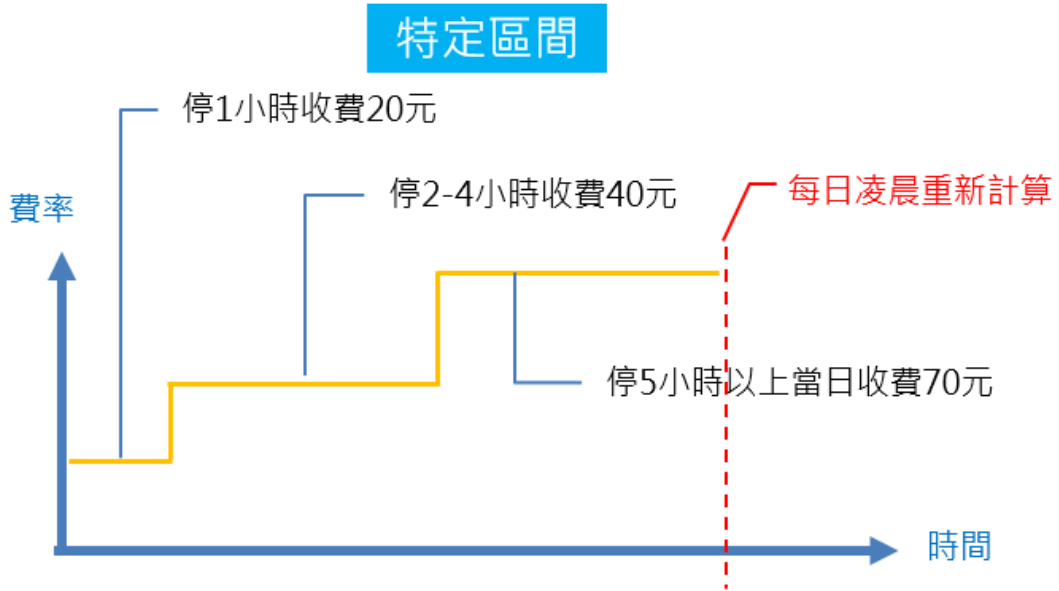 特定區間
停1小時收費20元
停2-4小時收費40元
每日凌晨重新計算
費率
停5小時以上當日收費70元
時間